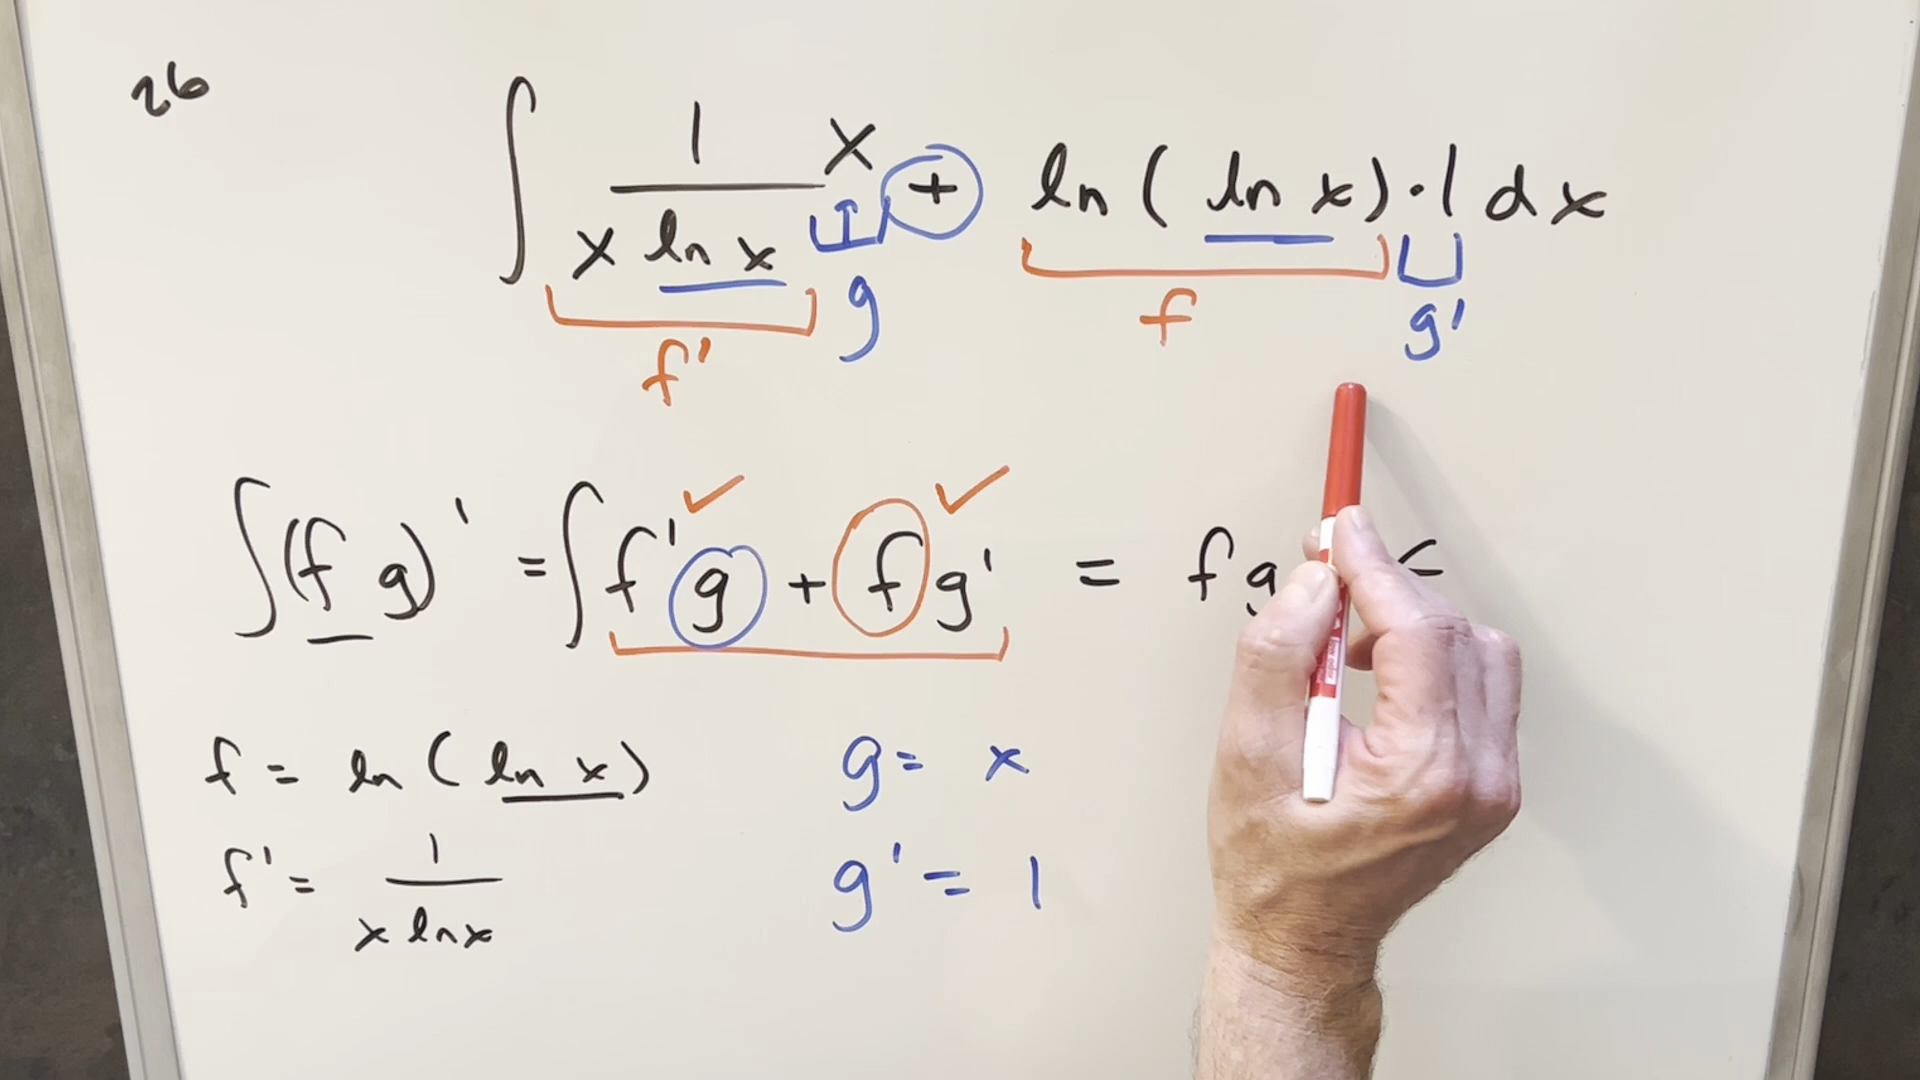 26
∫ 1/(x ln x) x + ln(ln x)·1 dx
f' g f g'
∫(f g)' = ∫ f'g + f g' = f g
f = ln(ln x) g = x
f' = 1/(x ln x) g' = 1